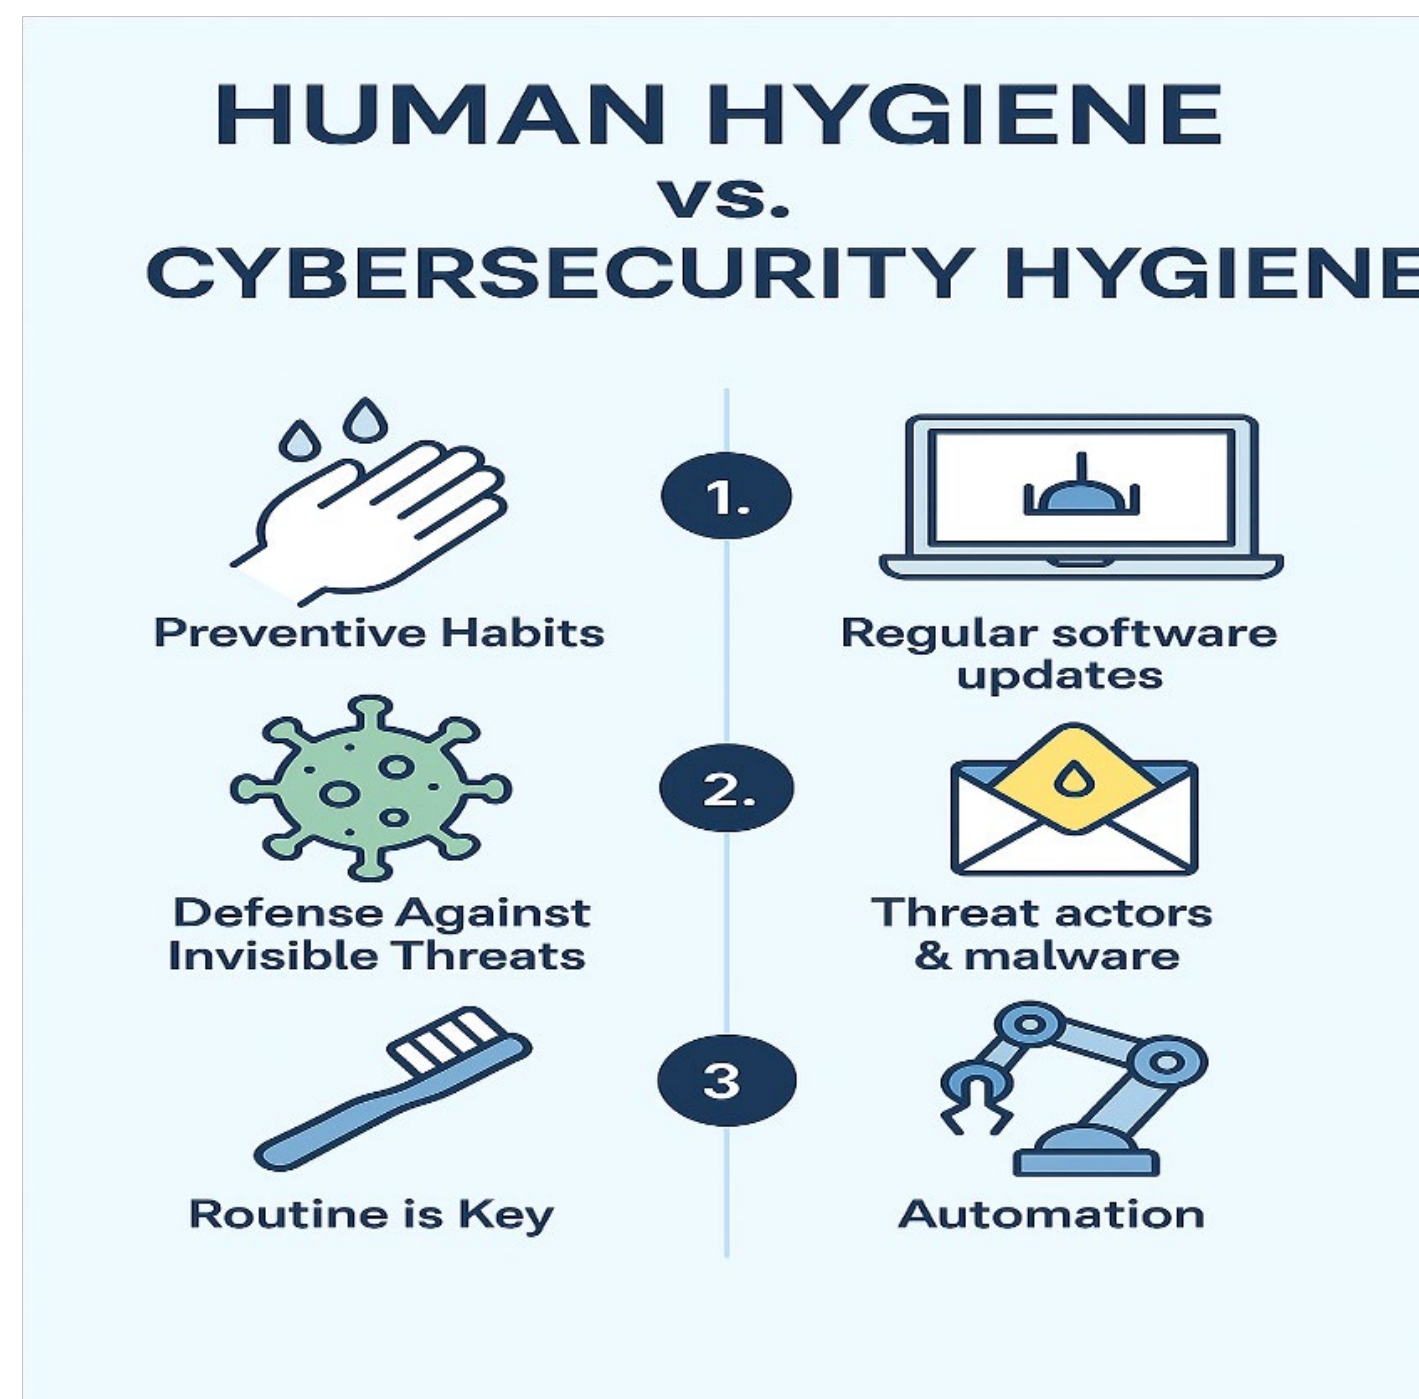 HUMAN HYGIENE
vs.
CYBERSECURITY HYGIENE
1.
Preventive Habits
Regular software
updates
2.
Defense Against
Invisible Threats
Threat actors
& malware
3
Routine is Key
Automation